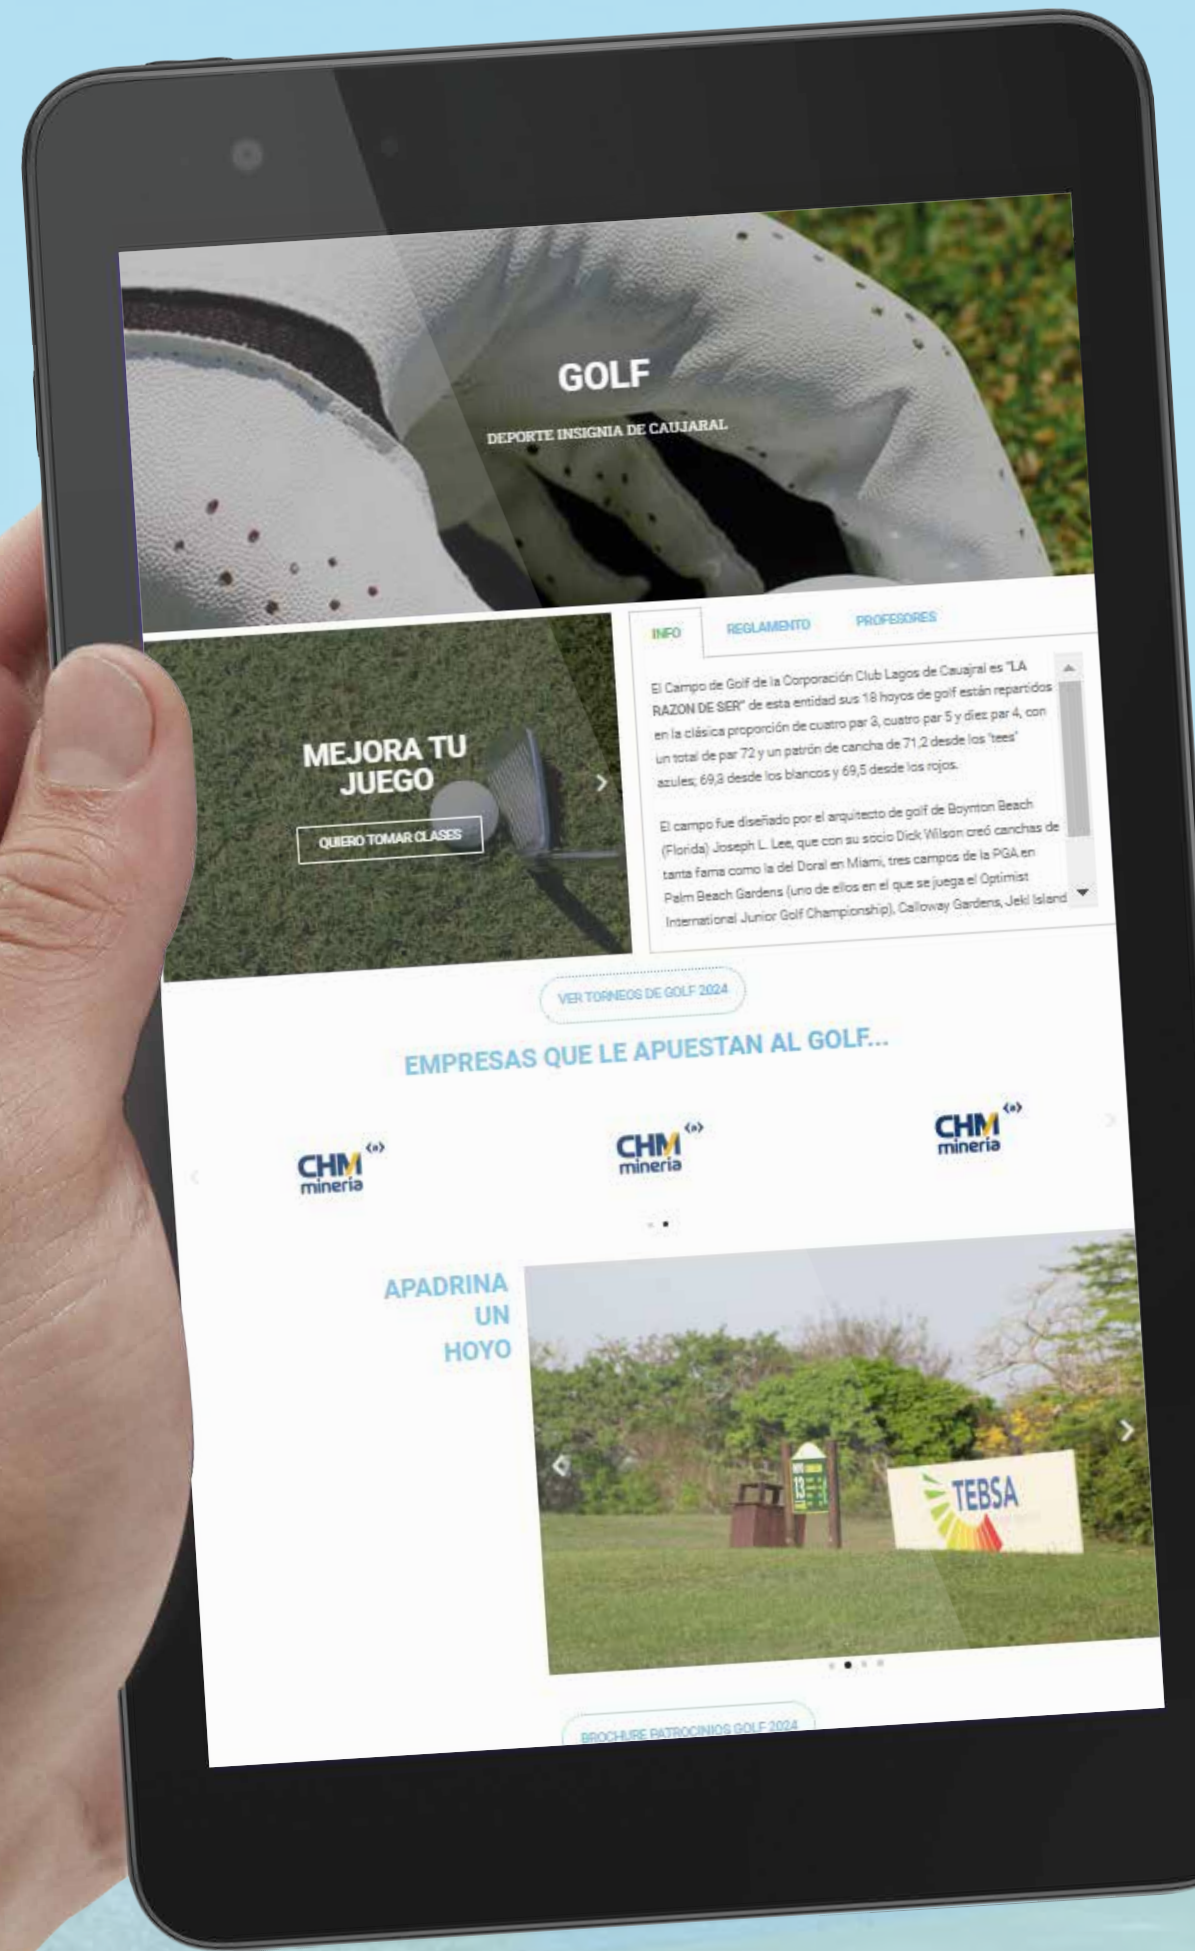 GOLF
DEPORTE INSIGNIA DE CAUJARAL
MEJORA TU
JUEGO
QUIERO TOMAR CLASES
INFO
REGLAMENTO
PROFESORES
El Campo de Golf de la Corporación Club Lagos de Cauajral es "LA
RAZON DE SER" de esta entidad sus 18 hoyos de golf están repartidos
en la clásica proporción de cuatro par 3, cuatro par 5 y diez par 4, con
un total de par 72 y un patrón de cancha de 71,2 desde los "tees"
azules; 69,3 desde los blancos y 69,5 desde los rojos.
El campo fue diseñado por el arquitecto de golf de Boynton Beach
(Florida) Joseph L. Lee, que con su socio Dick Wilson creó canchas de
tanta fama como la del Doral en Miami, tres campos de la PGA en
Palm Beach Gardens (uno de ellos en el que se juega el Optimist
International Junior Golf Championship), Calloway Gardens, Jekl Island
VER TORNEOS DE GOLF 2024
EMPRESAS QUE LE APUESTAN AL GOLF...
CHM
minería
CHM
minería
CHM
minería
APADRINA
UN
HOYO
13
TEBSA
BROCHURE PATROCINIOS GOLF 2024